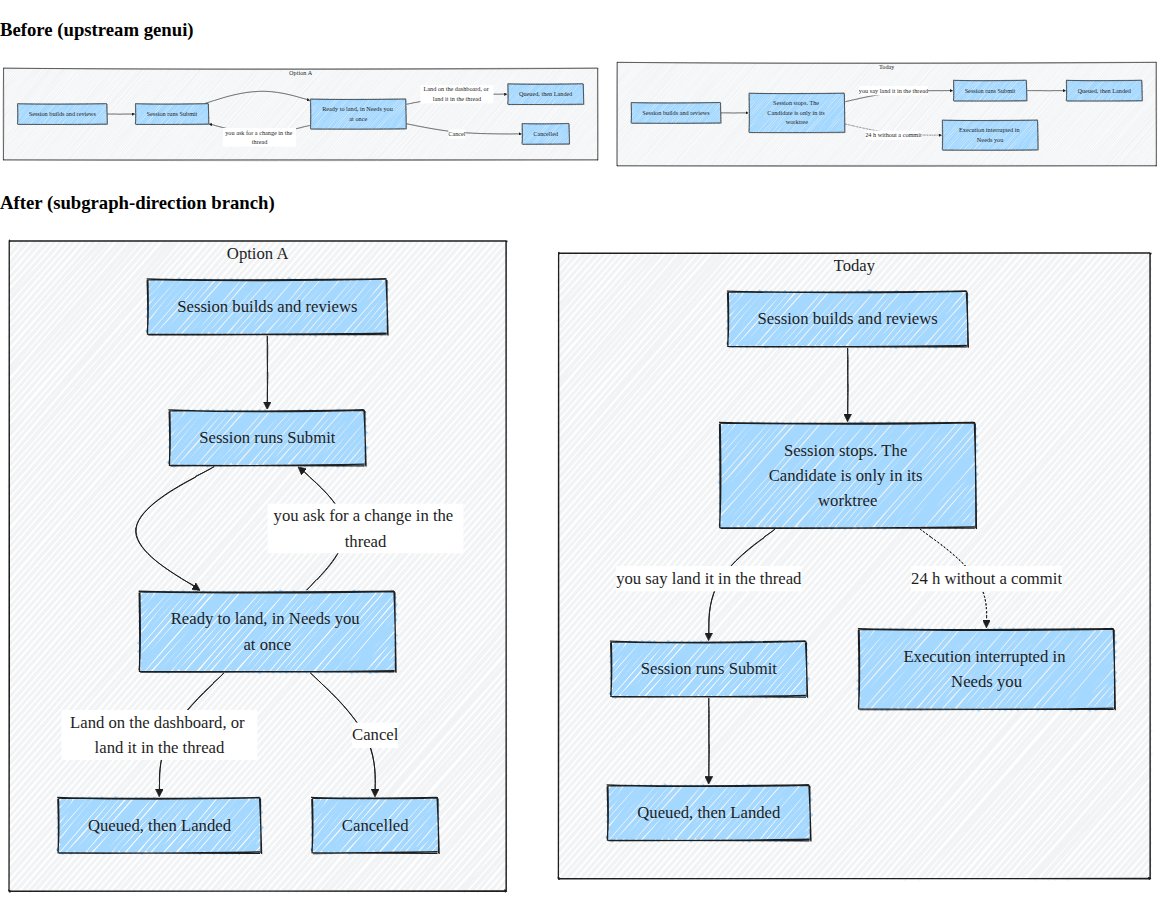 Before (upstream genui)
Option A
Session builds and reviews
Session runs Submit
you ask for a change in the
thread
Ready to land, in Needs you
at once
Land on the dashboard, or
land it in the thread
Cancel
Queued, then Landed
Cancelled
Today
Session builds and reviews
Session stops. The
Candidate is only in its
worktree
you say land it in the thread
24 h without a commit
Session runs Submit
Queued, then Landed
Execution interrupted in
Needs you
After (subgraph-direction branch)
Option A
Session builds and reviews
Session runs Submit
you ask for a change in the
thread
Ready to land, in Needs you
at once
Land on the dashboard, or
land it in the thread
Cancel
Queued, then Landed
Cancelled
Today
Session builds and reviews
Session stops. The
Candidate is only in its
worktree
you say land it in the thread
24 h without a commit
Session runs Submit
Execution interrupted in
Needs you
Queued, then Landed